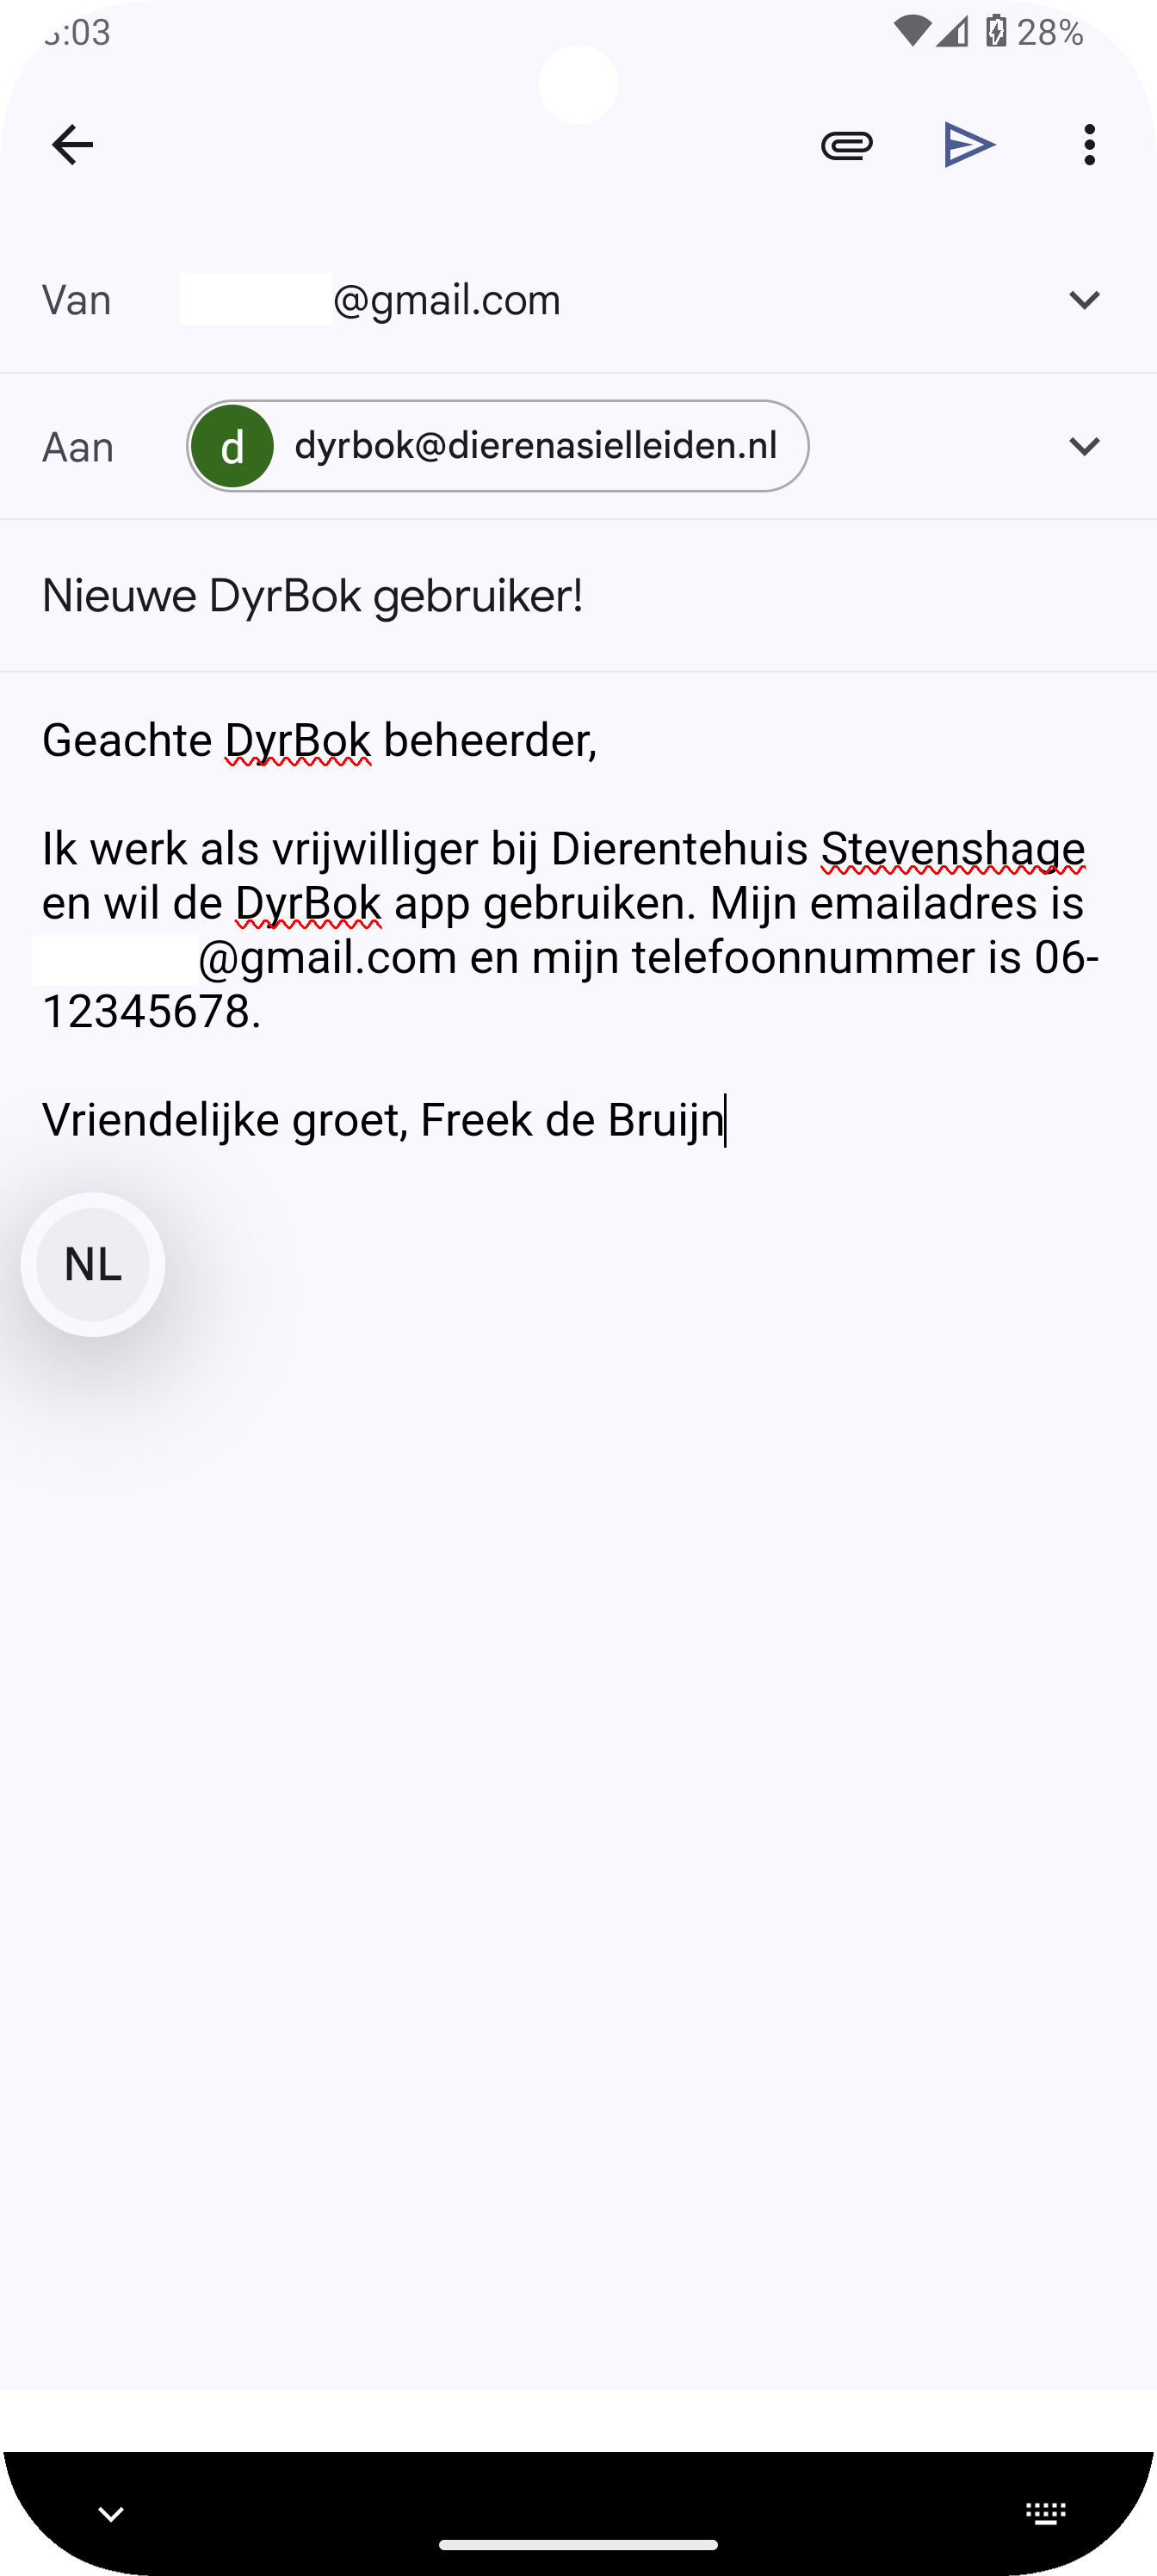 :03 28%
Van @gmail.com
Aan d dyrbok@dierenasielleiden.nl
Nieuwe DyrBok gebruiker!
Geachte DyrBok beheerder,
Ik werk als vrijwilliger bij Dierentehuis Stevenshage
en wil de DyrBok app gebruiken. Mijn emailadres is
@gmail.com en mijn telefoonnummer is 06-
12345678.
Vriendelijke groet, Freek de Bruijn
NL